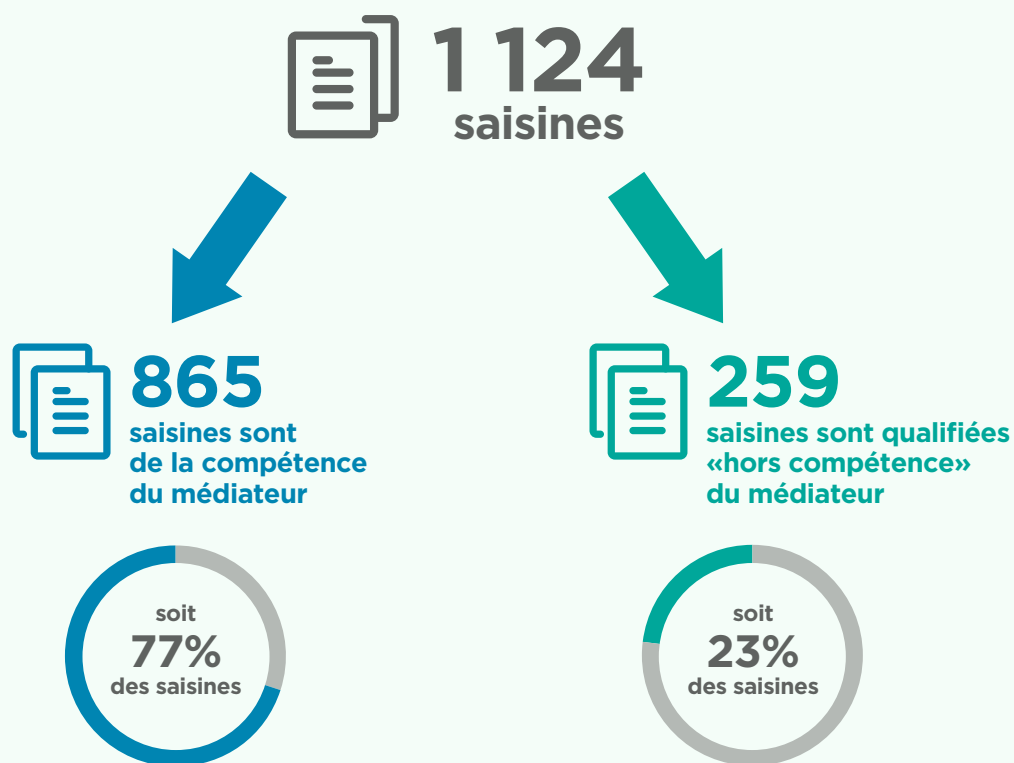 1 124
saisines
865
saisines sont
de la compétence
du médiateur
259
saisines sont qualifiées
«hors compétence»
du médiateur
soit
77%
des saisines
soit
23%
des saisines